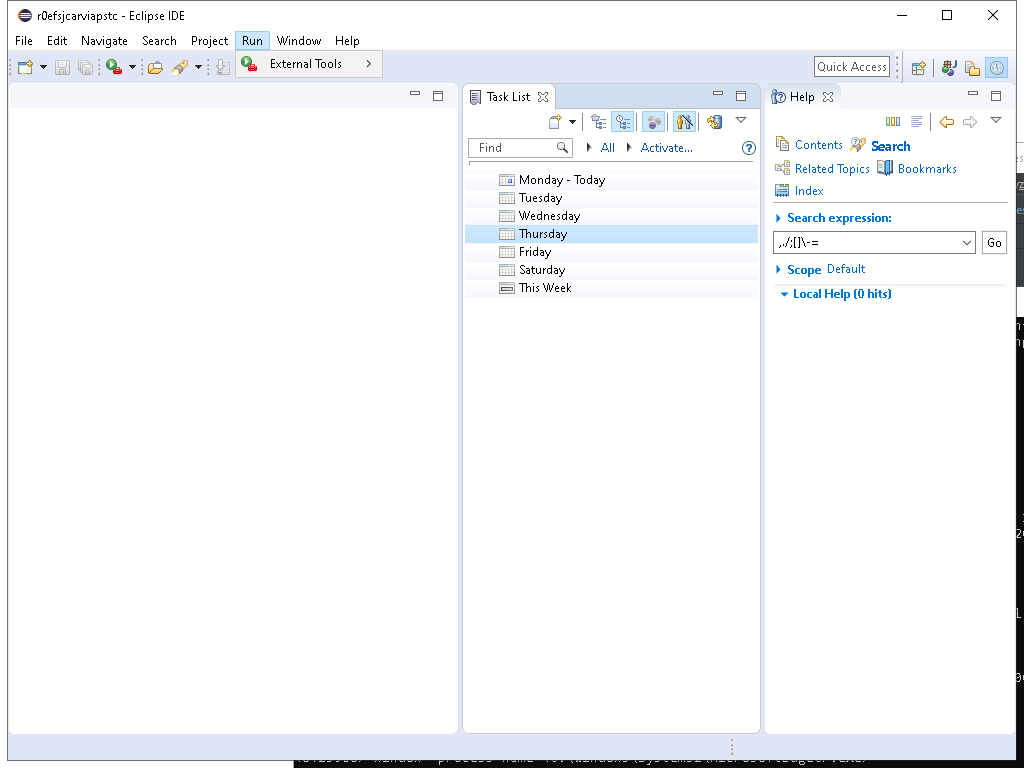 r0efsjcarviapstc - Eclipse IDE
File Edit Navigate Search Project Run Window Help
External Tools
Quick Access
Task List
Help
Contents Search
Find All Activate...
Related Topics Bookmarks
Index
Monday - Today
Tuesday
Wednesday
Thursday
Friday
Saturday
This Week
Search expression:
,./;[]\-=
Go
Scope Default
Local Help (0 hits)